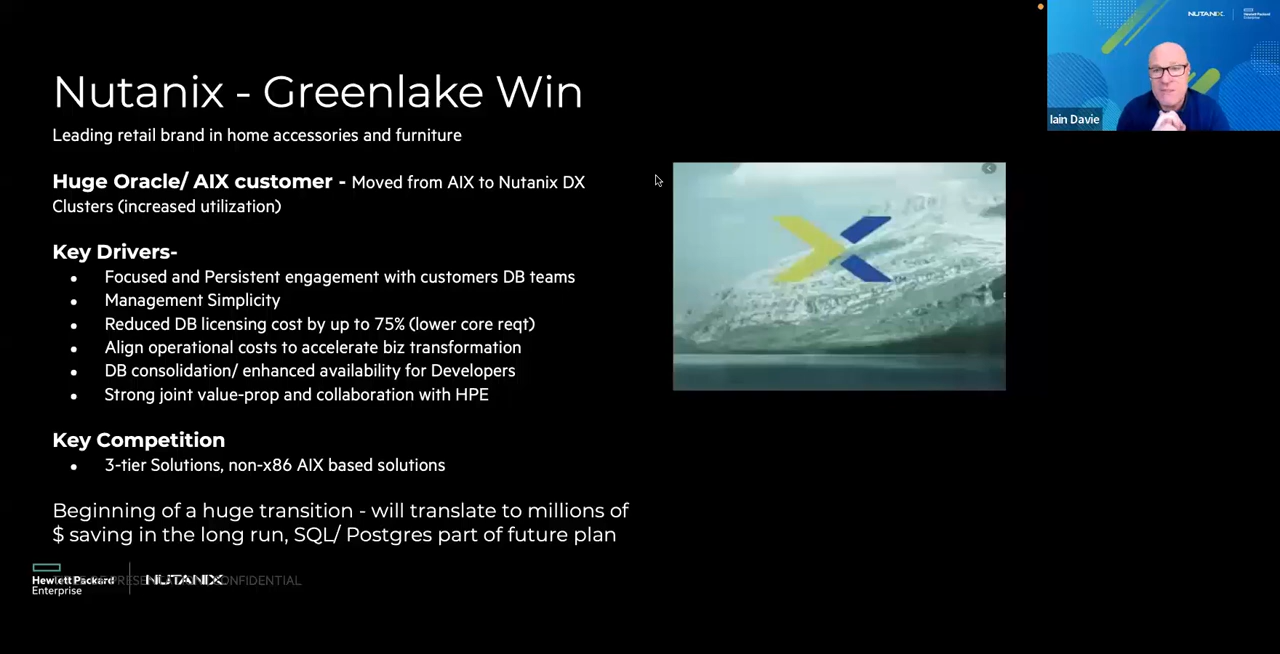 NUTANIX
Hewlett Packard
Enterprise
Iain Davie
Nutanix - Greenlake Win
Leading retail brand in home accessories and furniture
Huge Oracle/ AIX customer - Moved from AIX to Nutanix DX
Clusters (increased utilization)
Key Drivers-
• Focused and Persistent engagement with customers DB teams
• Management Simplicity
• Reduced DB licensing cost by up to 75% (lower core reqt)
• Align operational costs to accelerate biz transformation
• DB consolidation/ enhanced availability for Developers
• Strong joint value-prop and collaboration with HPE
Key Competition
• 3-tier Solutions, non-x86 AIX based solutions
Beginning of a huge transition - will translate to millions of
$ saving in the long run, SQL/ Postgres part of future plan
Hewlett Packard
Enterprise
NUTANIX
CONFIDENTIAL